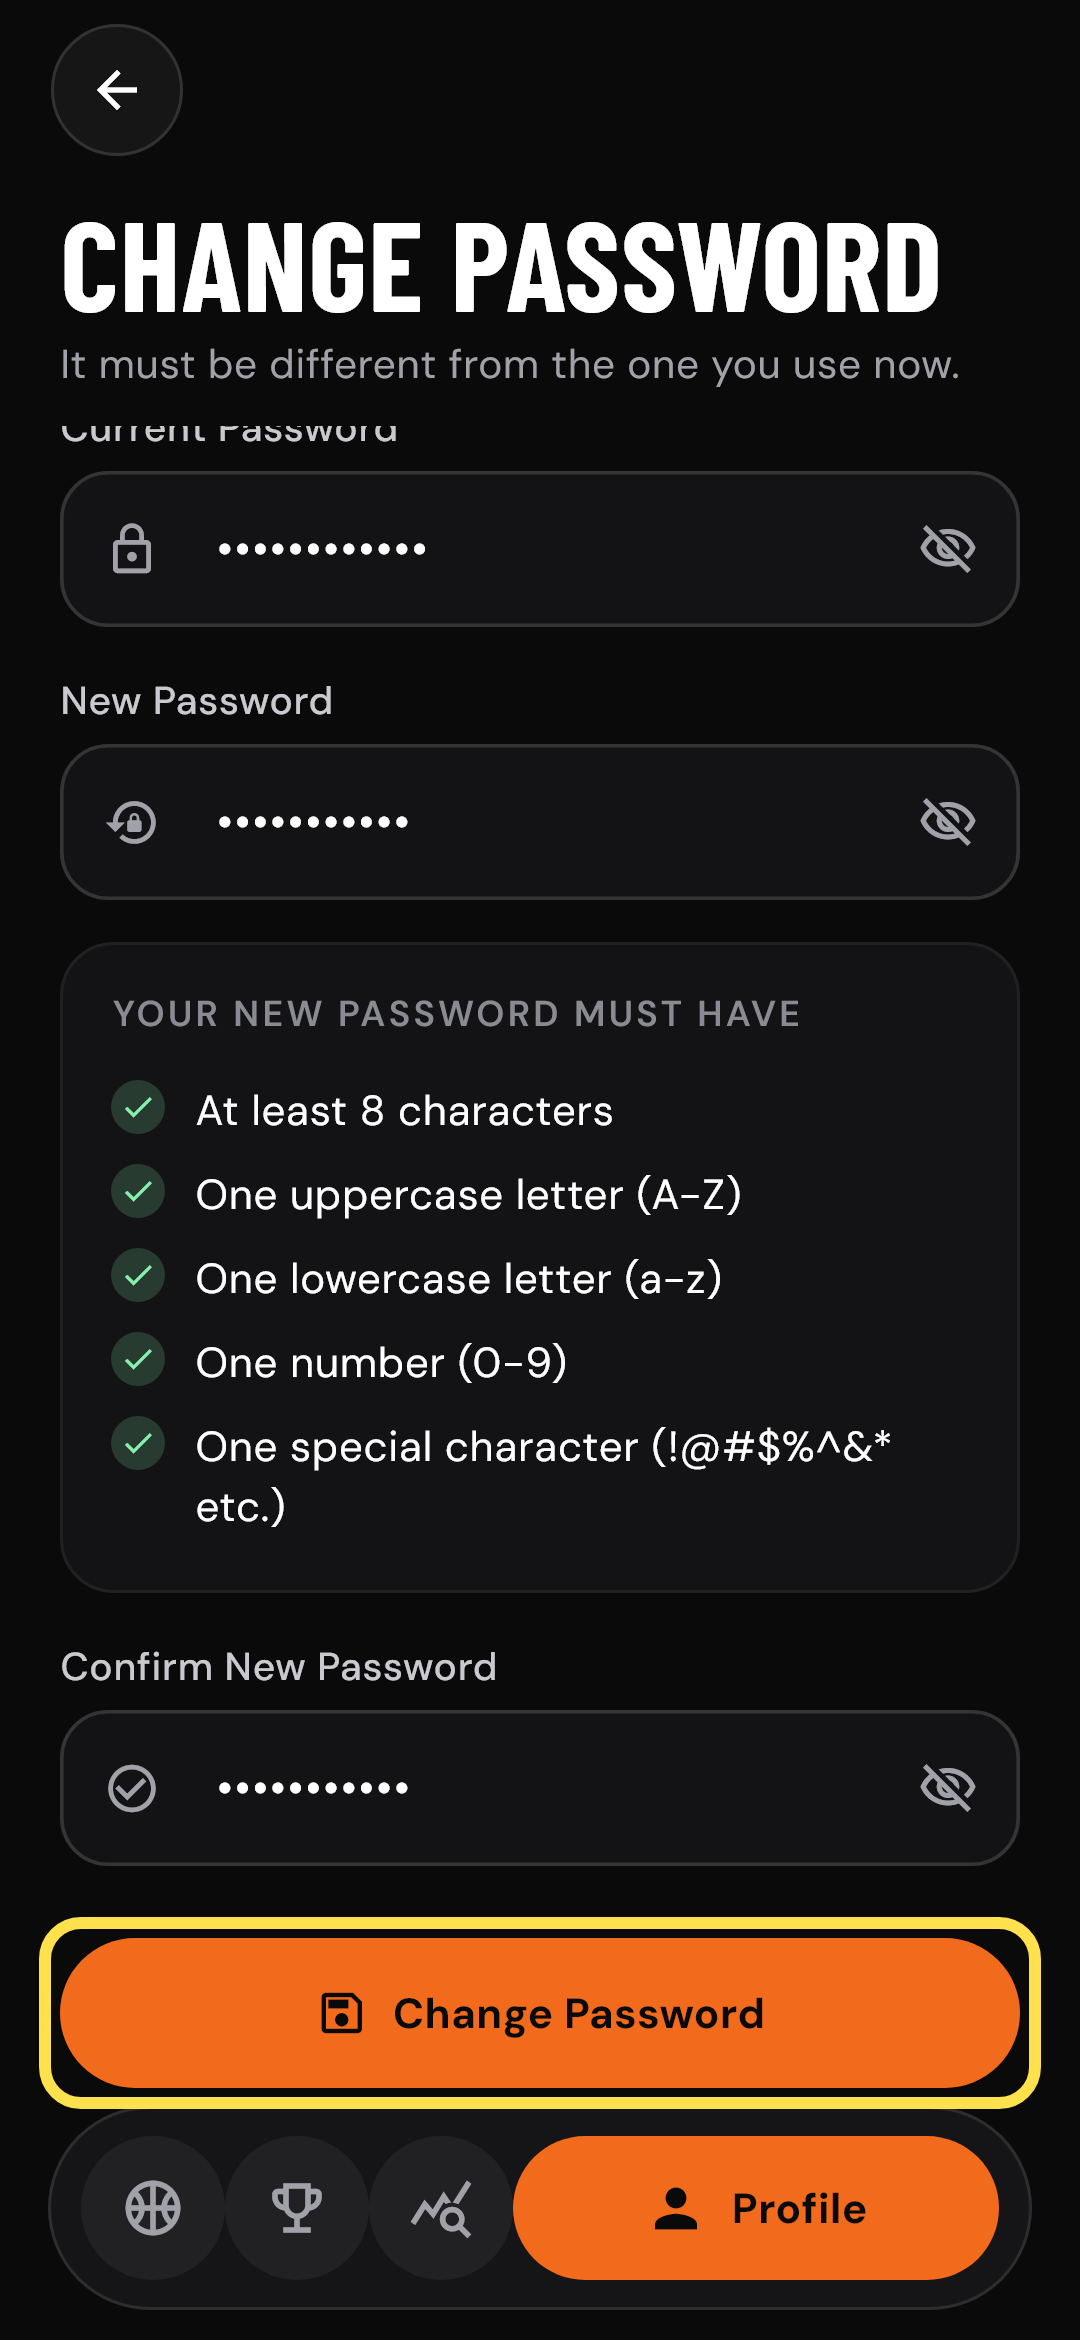 CHANGE PASSWORD
It must be different from the one you use now.
Current Password
••••••••••••
New Password
•••••••••••
YOUR NEW PASSWORD MUST HAVE
At least 8 characters
One uppercase letter (A-Z)
One lowercase letter (a-z)
One number (0-9)
One special character (!@#$%^&*
etc.)
Confirm New Password
•••••••••••
Change Password
Profile